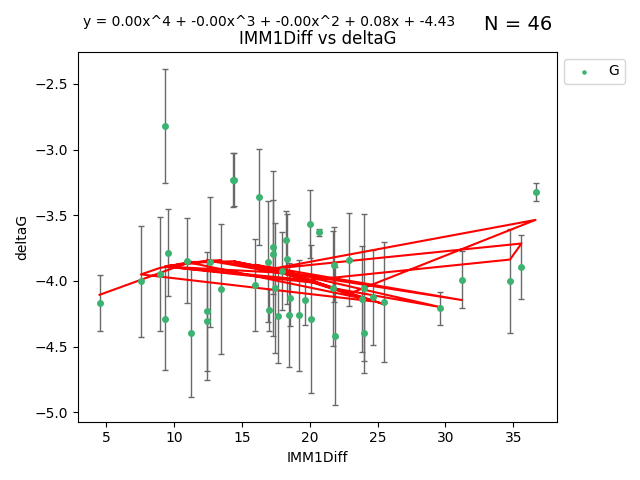 y = 0.00x^4 + -0.00x^3 + -0.00x^2 + 0.08x + -4.43
N = 46
IMM1Diff vs deltaG
G
−2.5
−3.0
−3.5
−4.0
−4.5
−5.0
deltaG
5 10 15 20 25 30 35
IMM1Diff